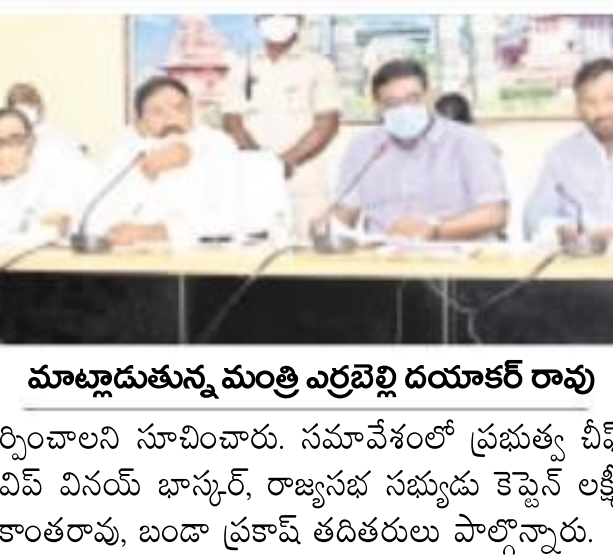 మాట్లాడుతున్న మంత్రి ఎర్రబెల్లి దయాకర్ రావు
ర్పించాలని సూచించారు. సమావేశంలో ప్రభుత్వ చీఫ్
విప్ వినయ్ భాస్కర్, రాజ్యసభ సభ్యుడు కెప్టెన్ లక్ష్మీ
కాంతరావు, బండా ప్రకాష్ తదితరులు పాల్గొన్నారు.